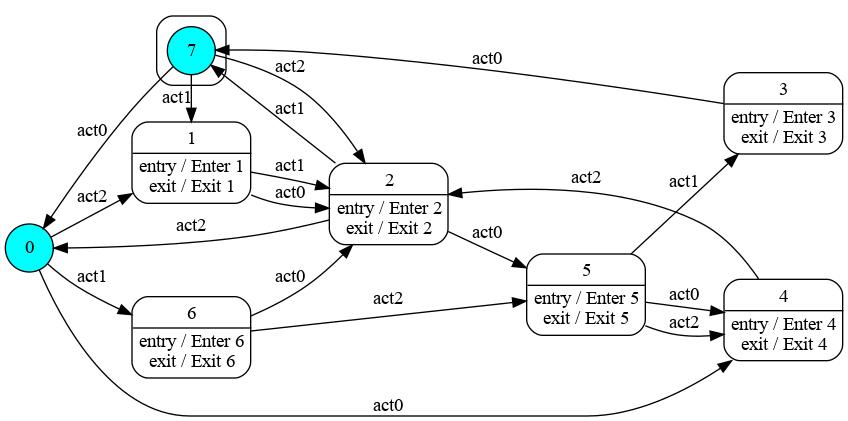 7
act2
act0
3
entry / Enter 3
exit / Exit 3
act1
act1
act0
1
entry / Enter 1
exit / Exit 1
act1
act0
act2
2
entry / Enter 2
exit / Exit 2
act2
act1
act2
act0
0
5
entry / Enter 5
exit / Exit 5
act1
act0
6
entry / Enter 6
exit / Exit 6
act2
act0
act2
4
entry / Enter 4
exit / Exit 4
act0